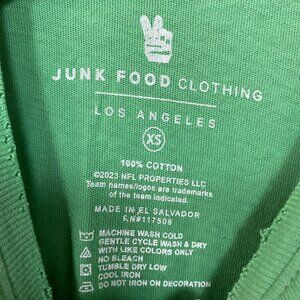 JUNK FOOD CLOTHING
LOS ANGELES
XS
100% COTTON
©2023 NFL PROPERTIES LLC
Team names/logos are trademarks
of the teams indicated.
MADE IN EL SALVADOR
RN#117505
MACHINE WASH COLD
GENTLE CYCLE WASH & DRY
WITH LIKE COLORS ONLY
NO BLEACH
TUMBLE DRY LOW
COOL IRON
DO NOT IRON ON DECORATION